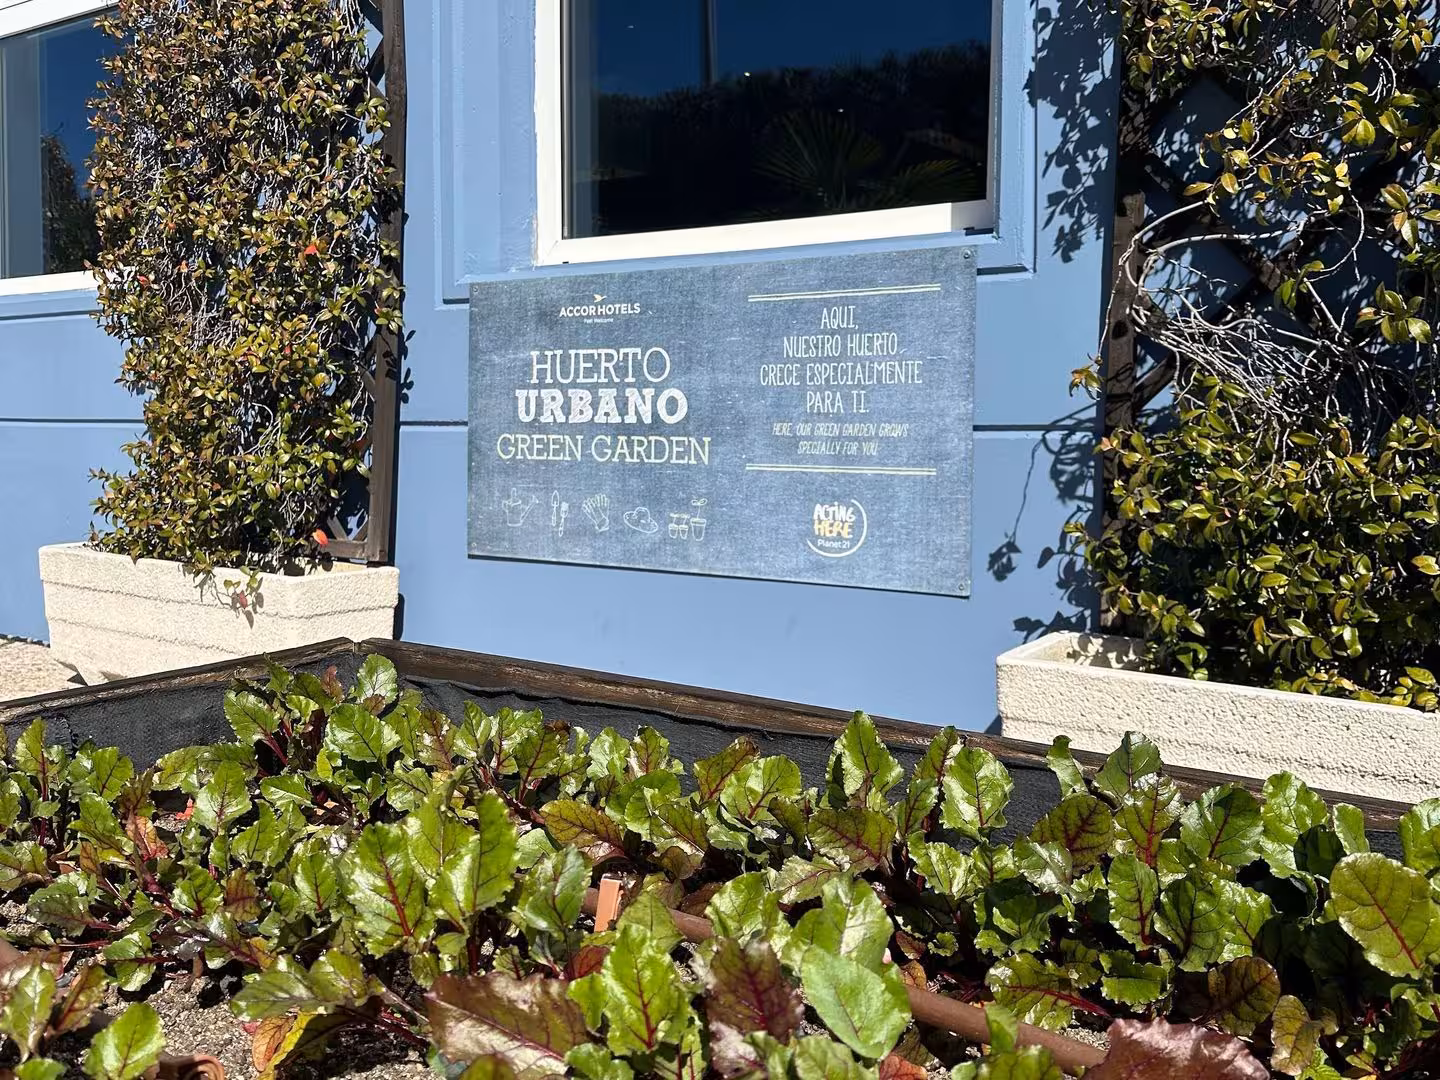 ACCORHOTELS
Feel Welcome
HUERTO
URBANO
GREEN GARDEN
AQUI,
NUESTRO HUERTO
CRECE ESPECIALMENTE
PARA TI.
HERE, OUR GREEN GARDEN GROWS
SPECIALLY FOR YOU
ACTING
HERE
Planet 21